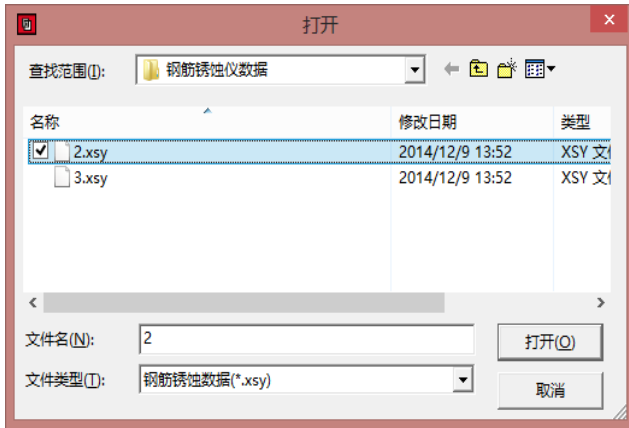 打开
查找范围(I): 钢筋锈蚀仪数据
名称 修改日期 类型
2.xsy 2014/12/9 13:52 XSY 文
3.xsy 2014/12/9 13:52 XSY 文
文件名(N): 2 打开(O)
文件类型(T): 钢筋锈蚀数据(*.xsy) 取消